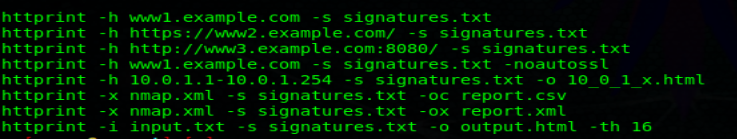 httprint -h www1.example.com -s signatures.txt
httprint -h https://www2.example.com/ -s signatures.txt
httprint -h http://www3.example.com:8080/ -s signatures.txt
httprint -h www1.example.com -s signatures.txt -noautossl
httprint -h 10.0.1.1-10.0.1.254 -s signatures.txt -o 10_0_1_x.html
httprint -x nmap.xml -s signatures.txt -oc report.csv
httprint -x nmap.xml -s signatures.txt -ox report.xml
httprint -i input.txt -s signatures.txt -o output.html -th 16